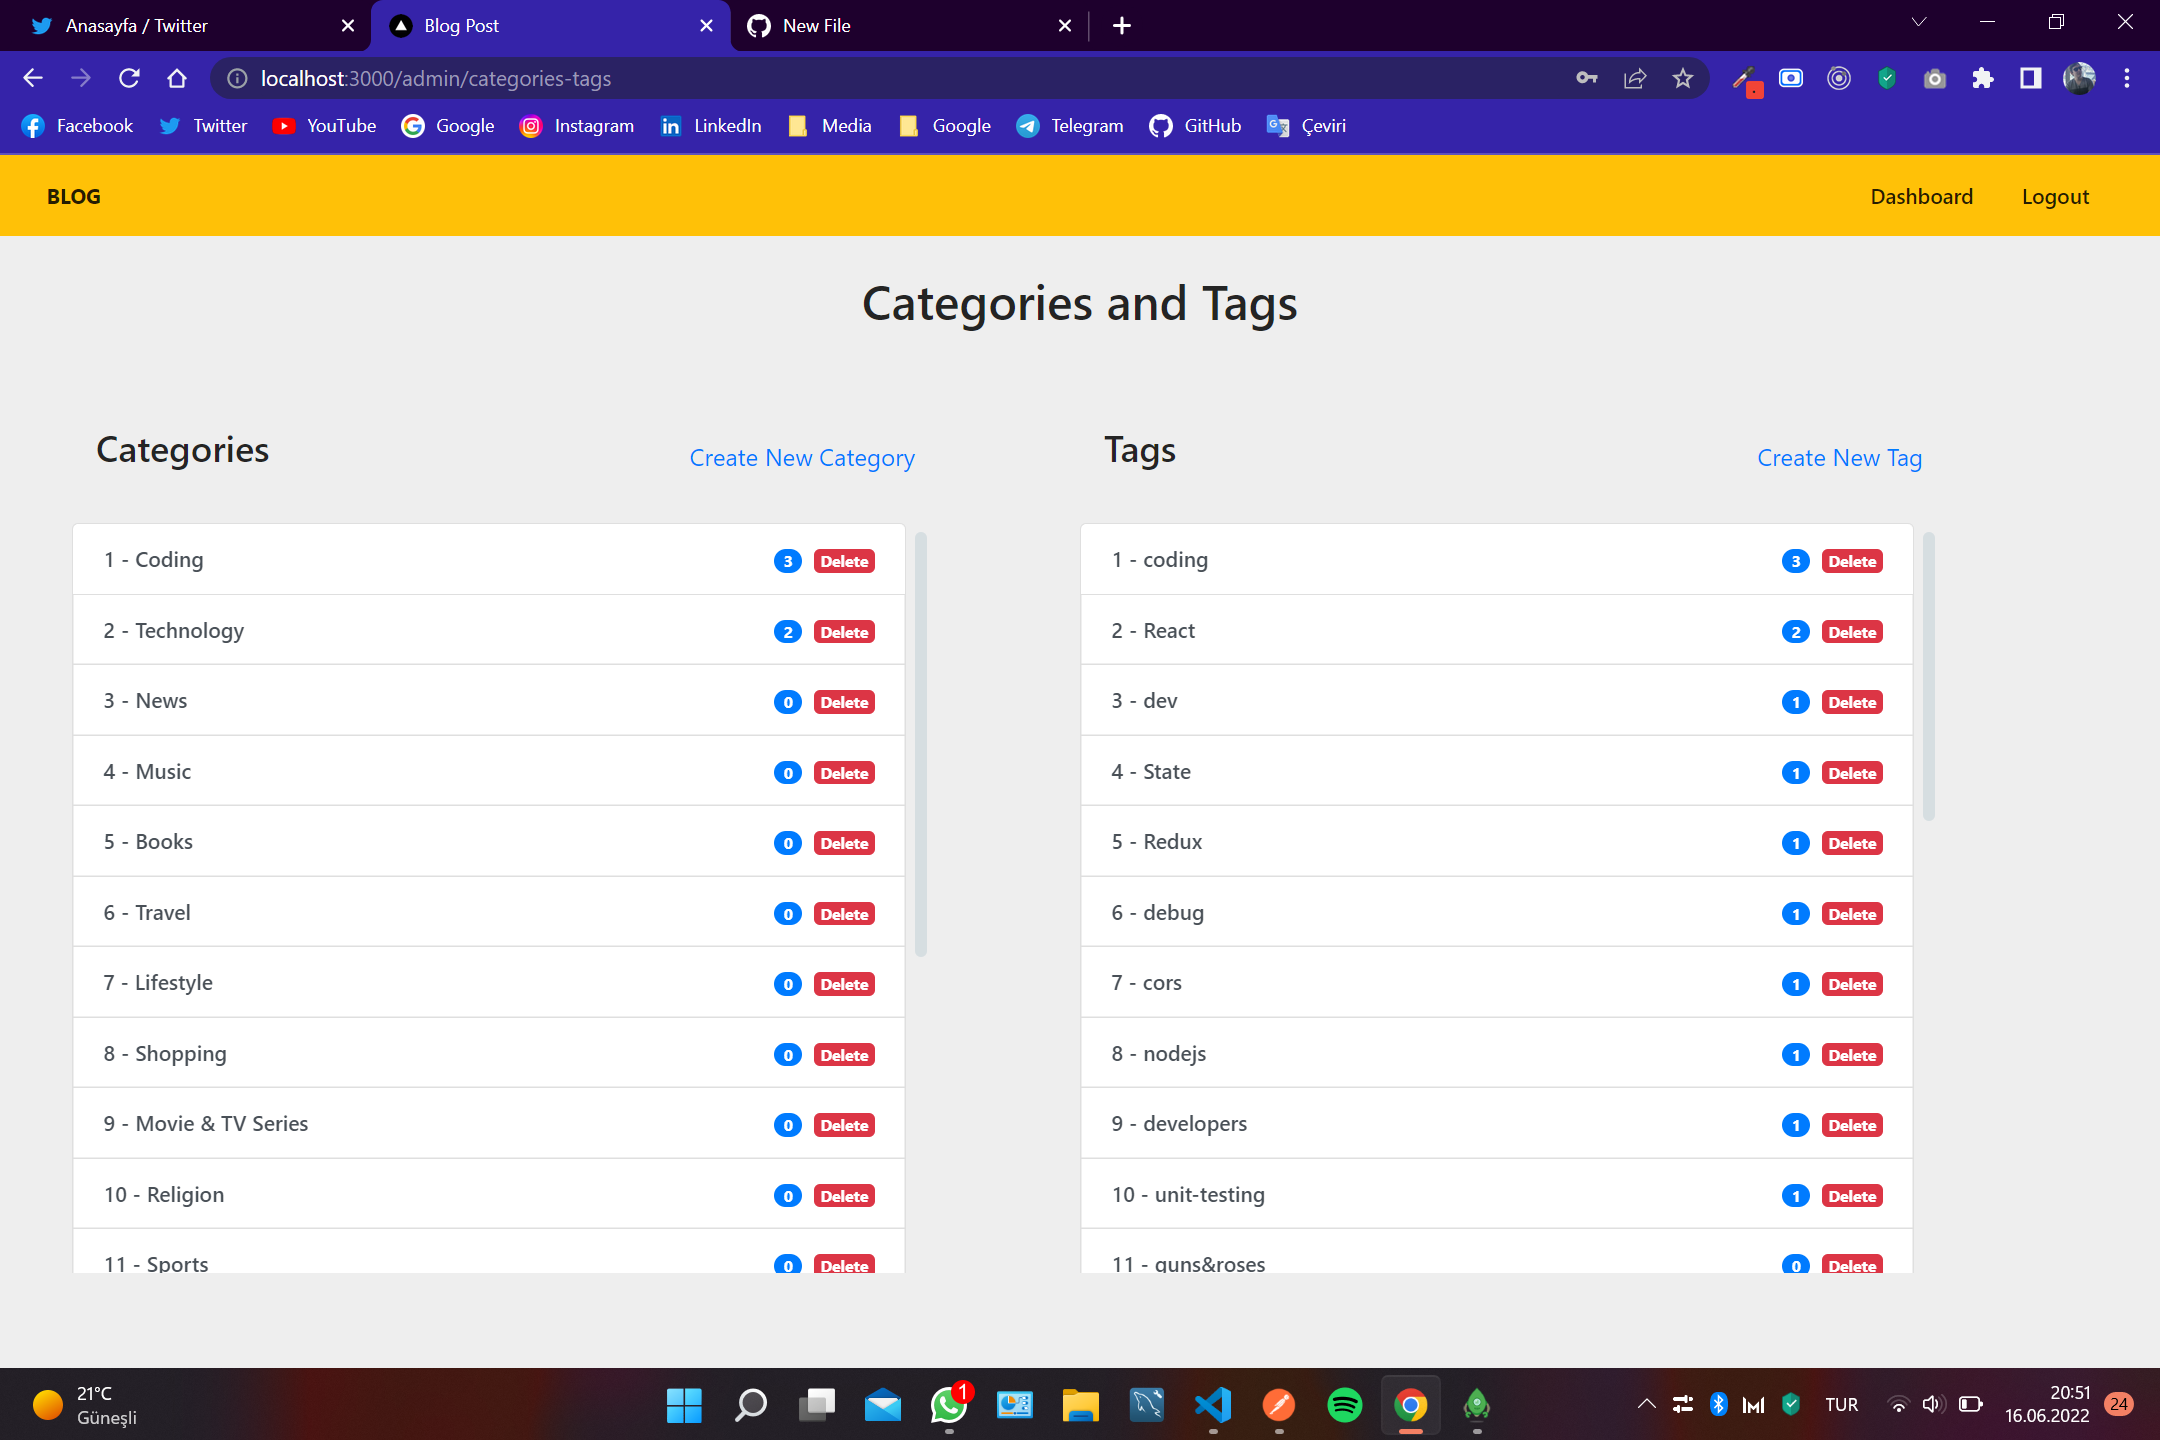 Anasayfa / Twitter
Blog Post
New File
localhost:3000/admin/categories-tags
Facebook Twitter YouTube Google Instagram LinkedIn Media Google Telegram GitHub Çeviri
BLOG
Dashboard Logout
Categories and Tags
Categories
Create New Category
1 - Coding 3 Delete
2 - Technology 2 Delete
3 - News 0 Delete
4 - Music 0 Delete
5 - Books 0 Delete
6 - Travel 0 Delete
7 - Lifestyle 0 Delete
8 - Shopping 0 Delete
9 - Movie & TV Series 0 Delete
10 - Religion 0 Delete
11 - Sports 0 Delete
Tags
Create New Tag
1 - coding 3 Delete
2 - React 2 Delete
3 - dev 1 Delete
4 - State 1 Delete
5 - Redux 1 Delete
6 - debug 1 Delete
7 - cors 1 Delete
8 - nodejs 1 Delete
9 - developers 1 Delete
10 - unit-testing 1 Delete
11 - guns&roses 0 Delete
21°C
Güneşli
1
TUR
20:51
16.06.2022
24